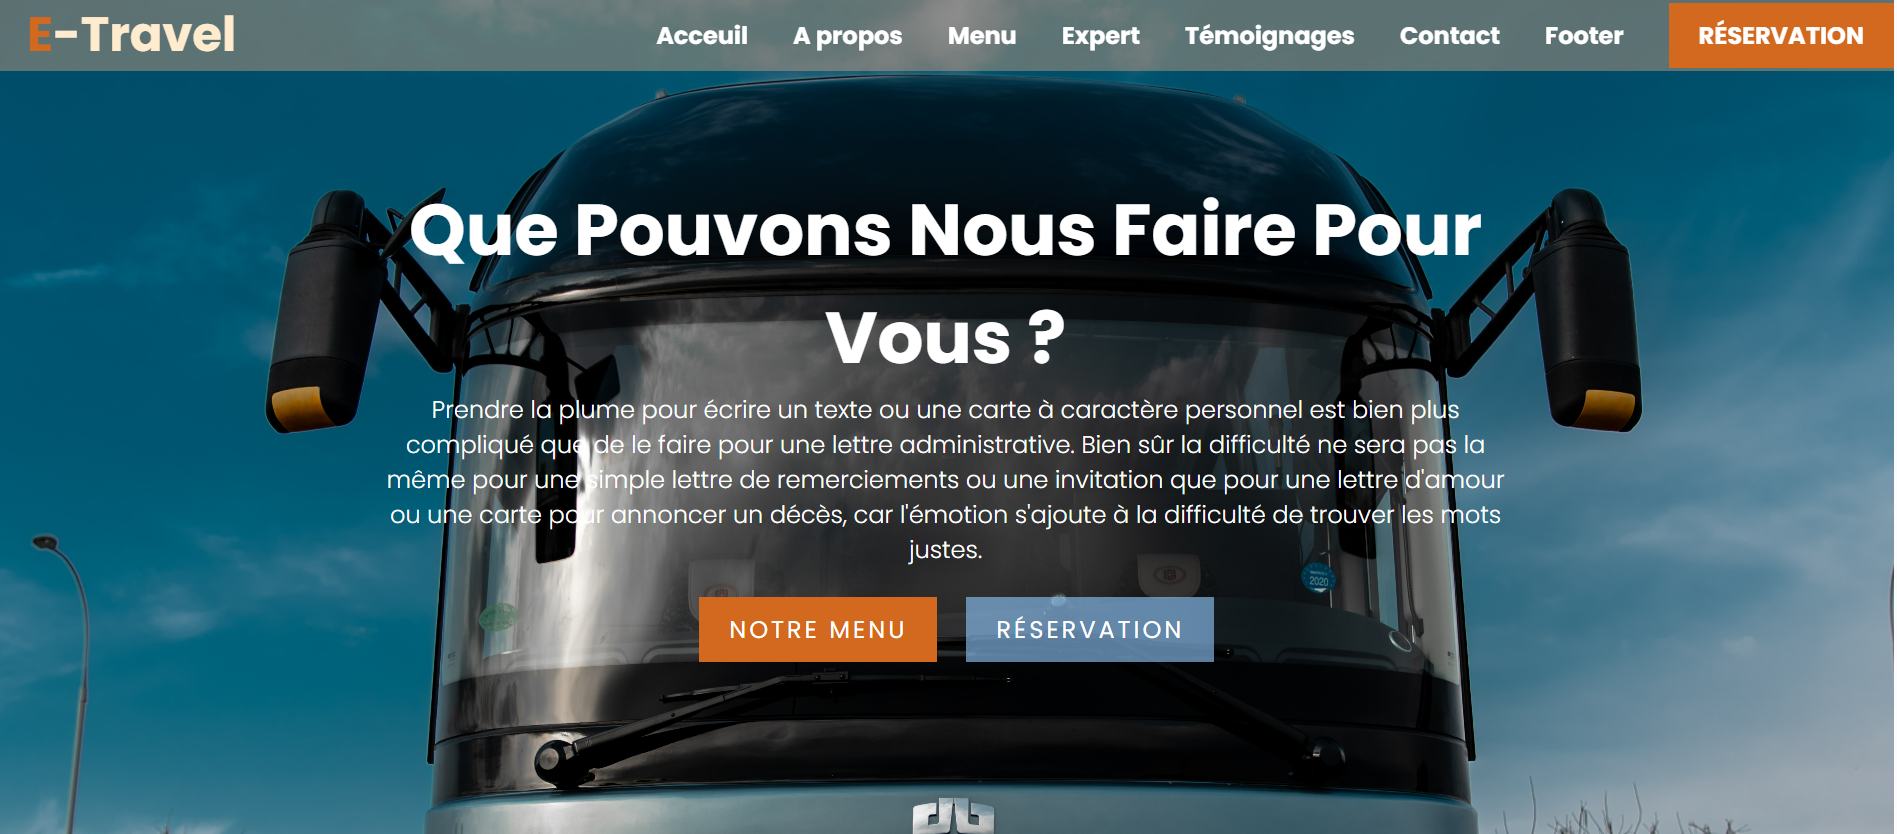 E-Travel
Acceuil
A propos
Menu
Expert
Témoignages
Contact
Footer
RÉSERVATION
Que Pouvons Nous Faire Pour
Vous ?
Prendre la plume pour écrire un texte ou une carte à caractère personnel est bien plus
compliqué que de le faire pour une lettre administrative. Bien sûr la difficulté ne sera pas la
même pour une simple lettre de remerciements ou une invitation que pour une lettre d'amour
ou une carte pour annoncer un décès, car l'émotion s'ajoute à la difficulté de trouver les mots
justes.
2020
NOTRE MENU
RÉSERVATION